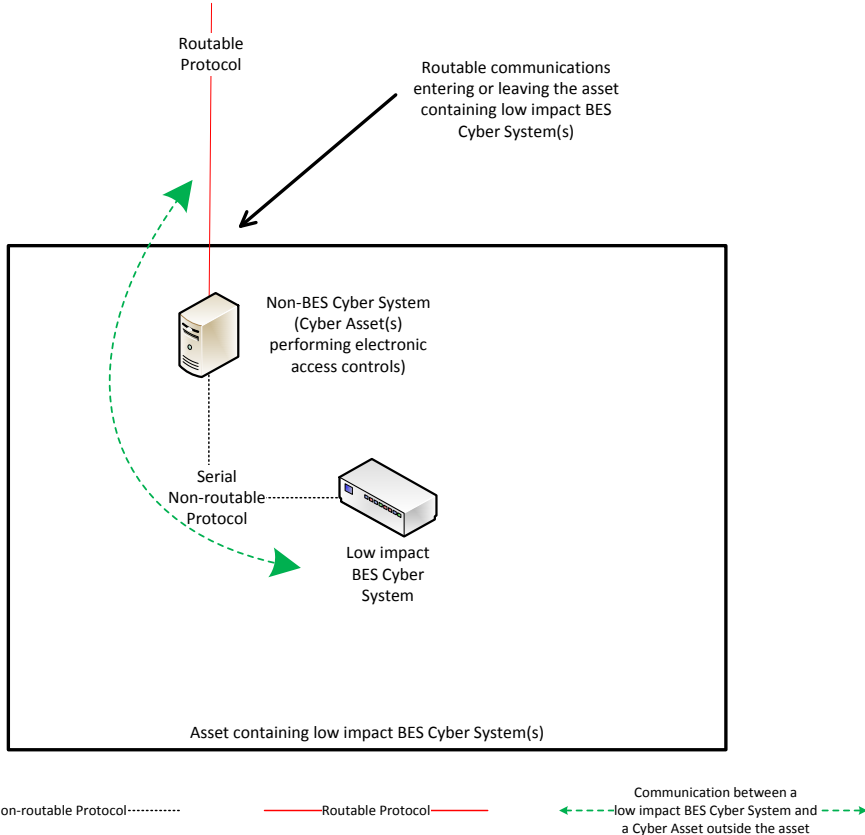 Routable
Protocol
Routable communications
entering or leaving the asset
containing low impact BES
Cyber System(s)
Non-BES Cyber System
(Cyber Asset(s)
performing electronic
access controls)
Serial
Non-routable
Protocol
Low impact
BES Cyber
System
Asset containing low impact BES Cyber System(s)
on-routable Protocol
Routable Protocol
Communication between a
low impact BES Cyber System and
a Cyber Asset outside the asset